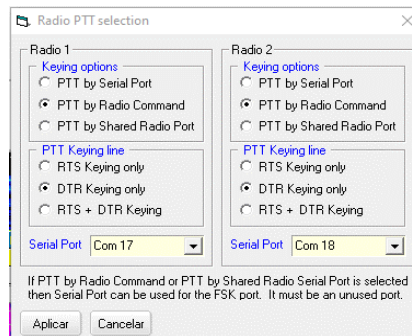 Radio PTT selection
Radio 1
Keying options
PTT by Serial Port
PTT by Radio Command
PTT by Shared Radio Port
PTT Keying line
RTS Keying only
DTR Keying only
RTS + DTR Keying
Serial Port Com 17
Radio 2
Keying options
PTT by Serial Port
PTT by Radio Command
PTT by Shared Radio Port
PTT Keying line
RTS Keying only
DTR Keying only
RTS + DTR Keying
Serial Port Com 18
If PTT by Radio Command or PTT by Shared Radio Serial Port is selected
then Serial Port can be used for the FSK port. It must be an unused port.
Aplicar Cancelar